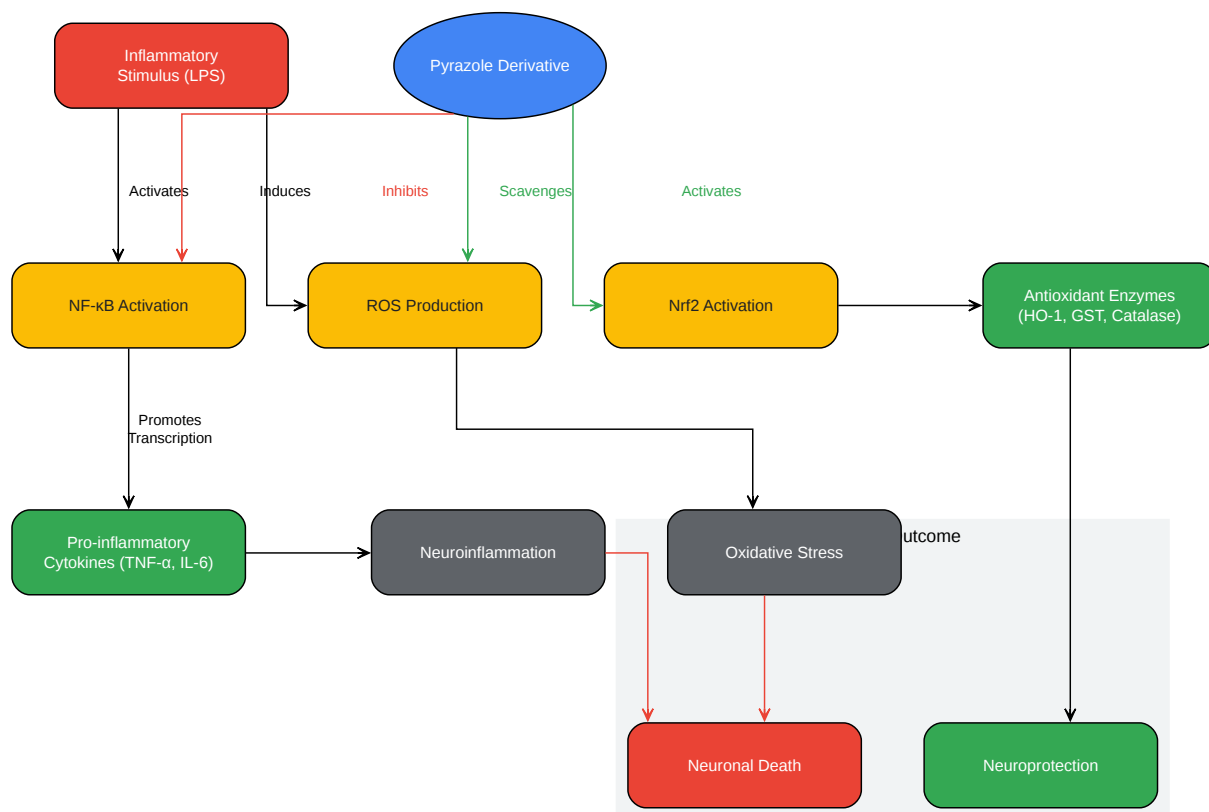 Inflammatory
Stimulus (LPS)
Pyrazole Derivative
Activates
Induces
Inhibits
Scavenges
Activates
NF-κB Activation
ROS Production
Nrf2 Activation
Antioxidant Enzymes
(HO-1, GST, Catalase)
Promotes
Transcription
Pro-inflammatory
Cytokines (TNF-α, IL-6)
Neuroinflammation
Oxidative Stress
utcome
Neuronal Death
Neuroprotection